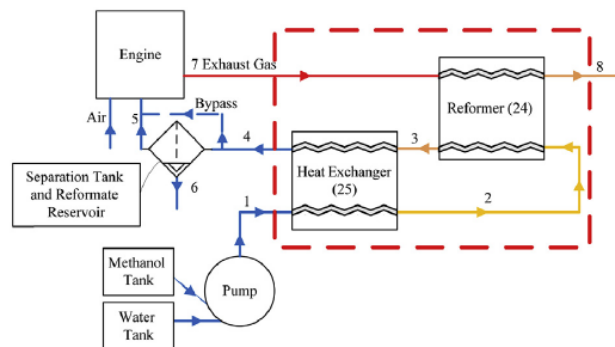 Engine
7 Exhaust Gas
8
Reformer (24)
Air
5
Bypass
4
3
Heat Exchanger
(25)
Separation Tank
and Reformate
Reservoir
6
1
2
Methanol
Tank
Pump
Water
Tank